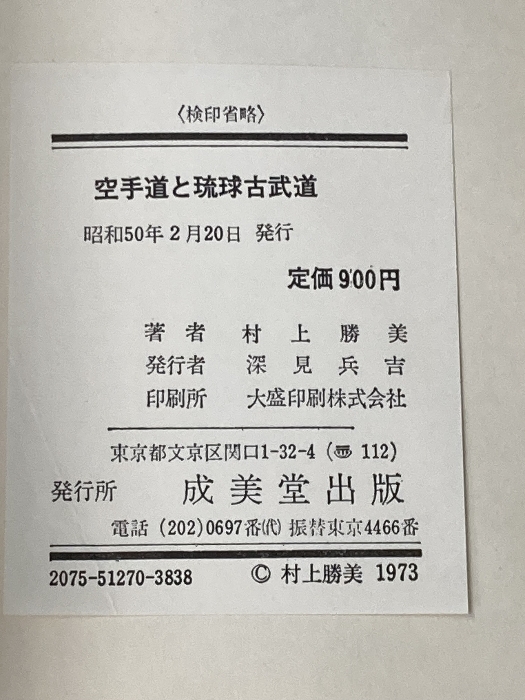 〈検印省略〉
空手道と琉球古武道
昭和50年2月20日 発行
定価900円
著者 村上勝美
発行者 深見兵吉
印刷所 大盛印刷株式会社
東京都文京区関口1-32-4 (〠 112)
発行所 成美堂出版
電話 (202)0697番㈹ 振替東京4466番
2075-51270-3838 © 村上勝美 1973